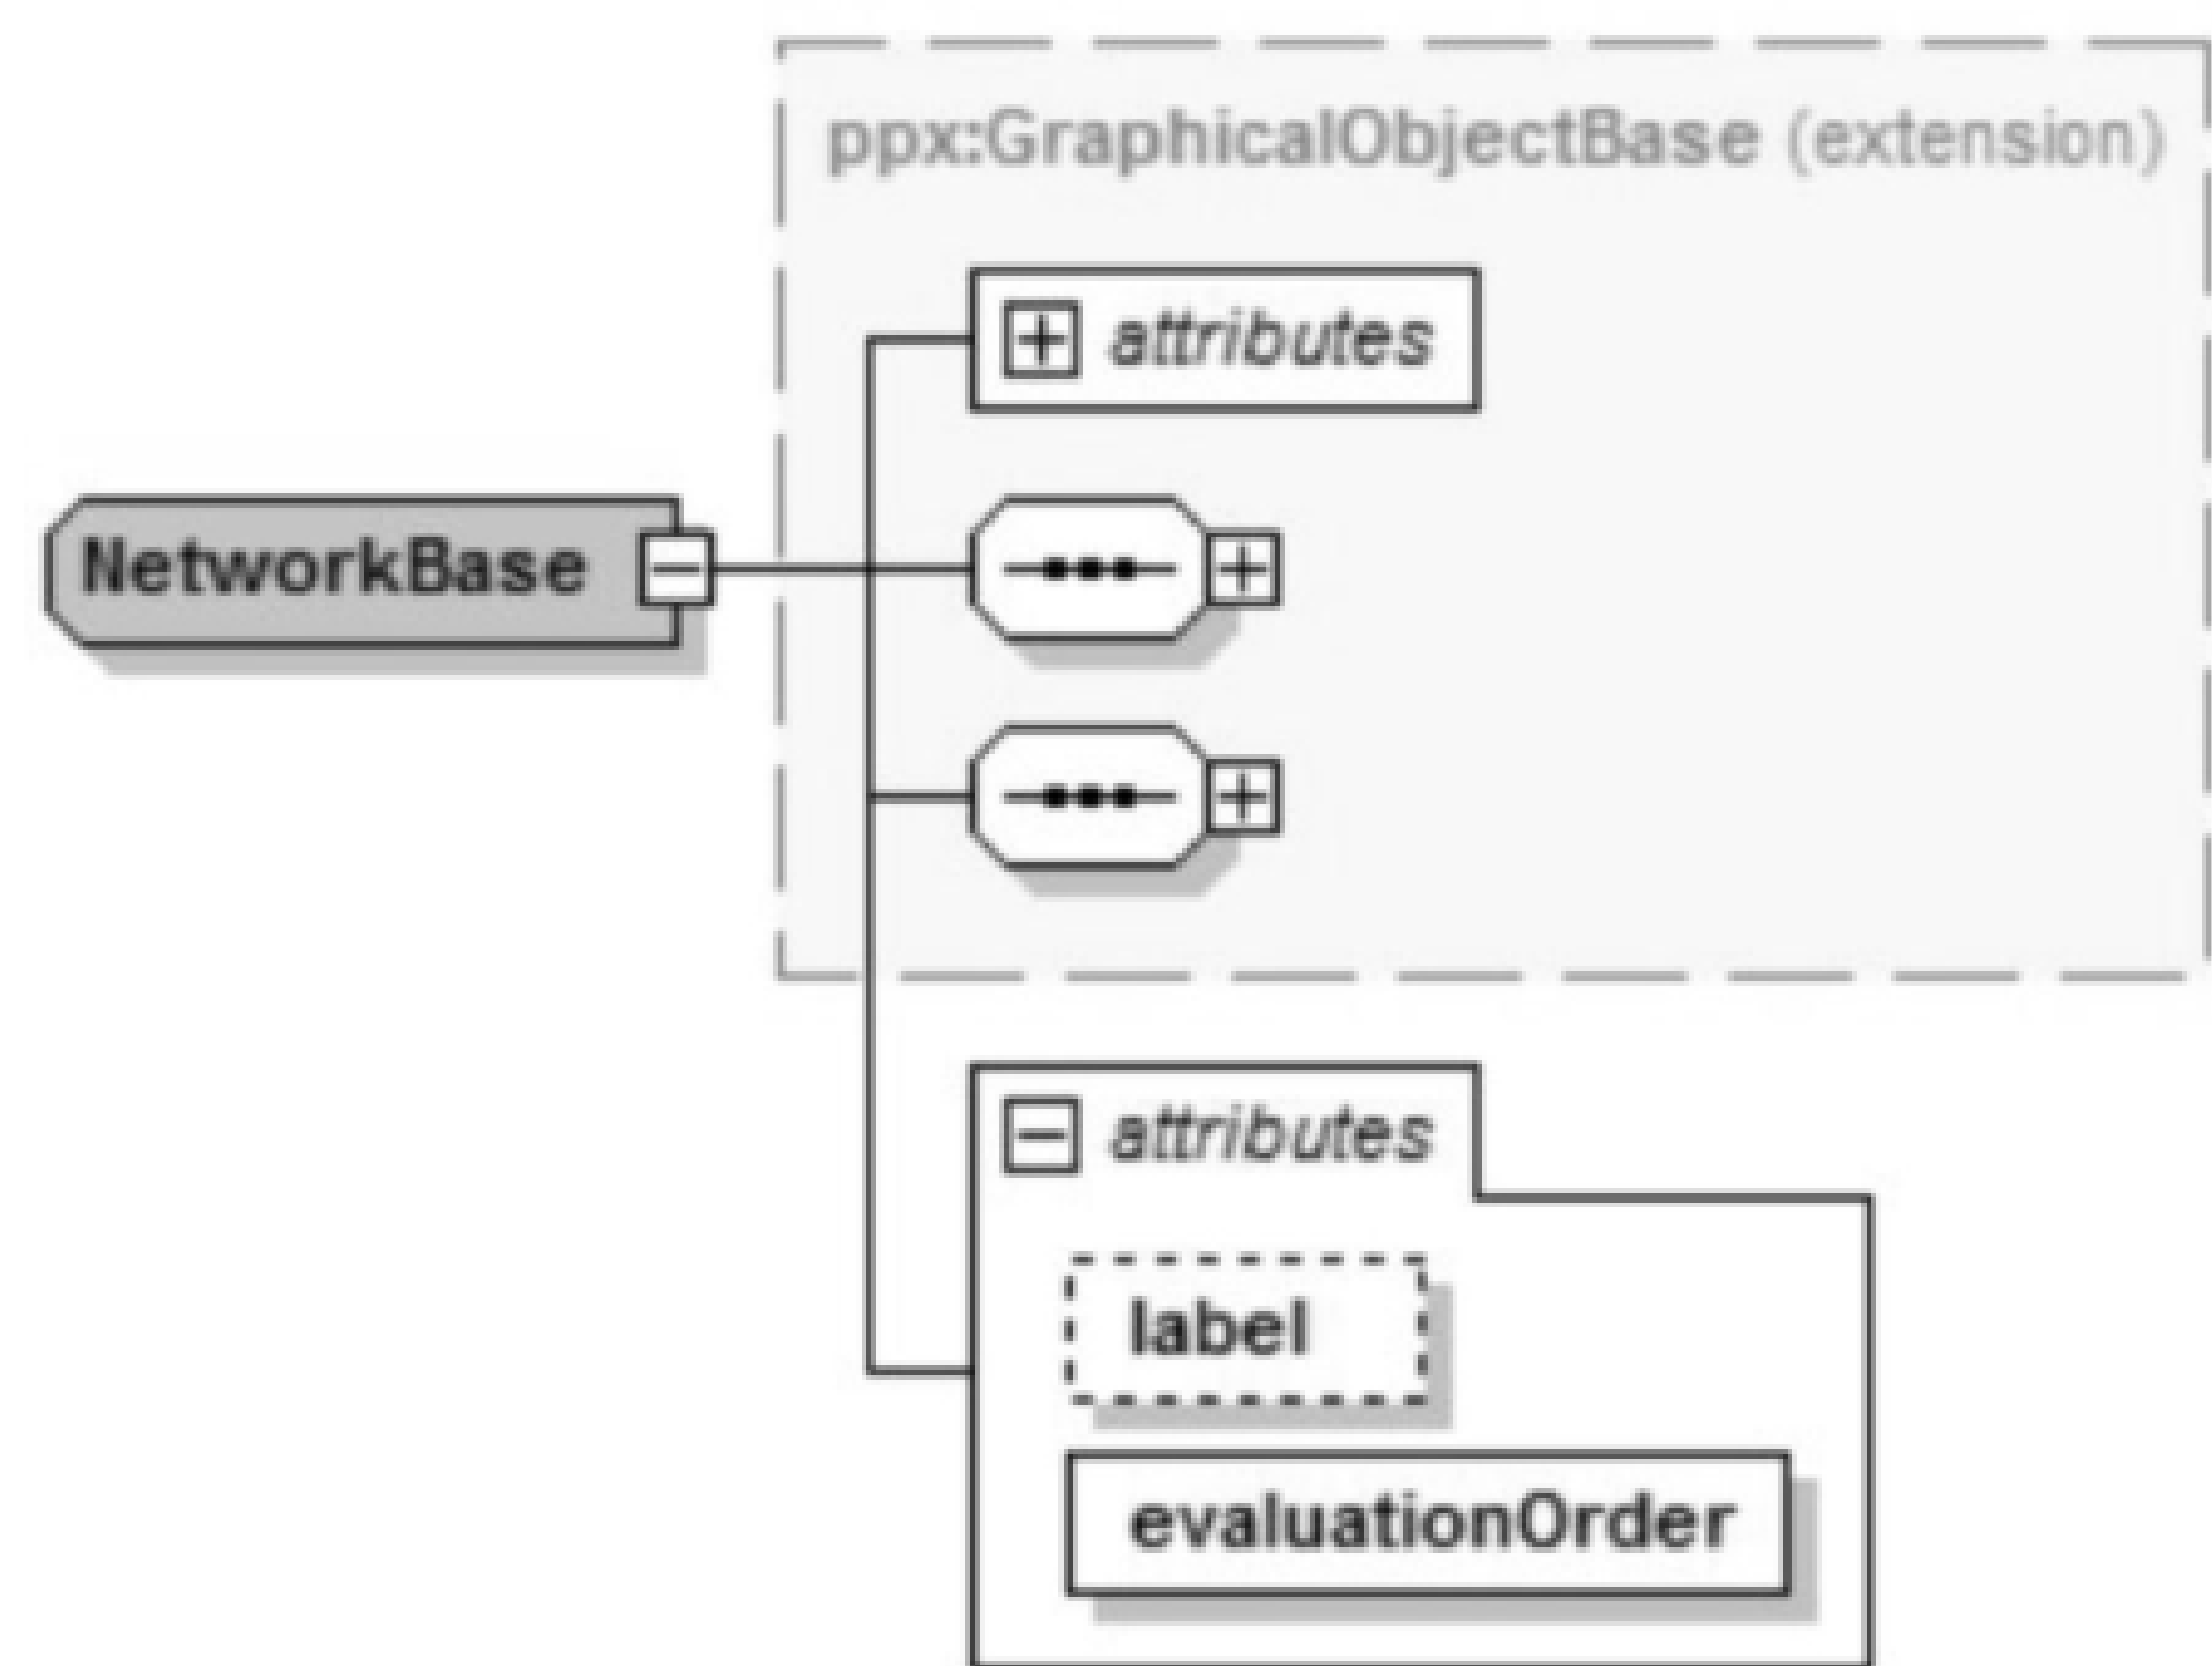 ppx:GraphicalObjectBase (extension)
attributes
NetworkBase
attributes
label
evaluationOrder